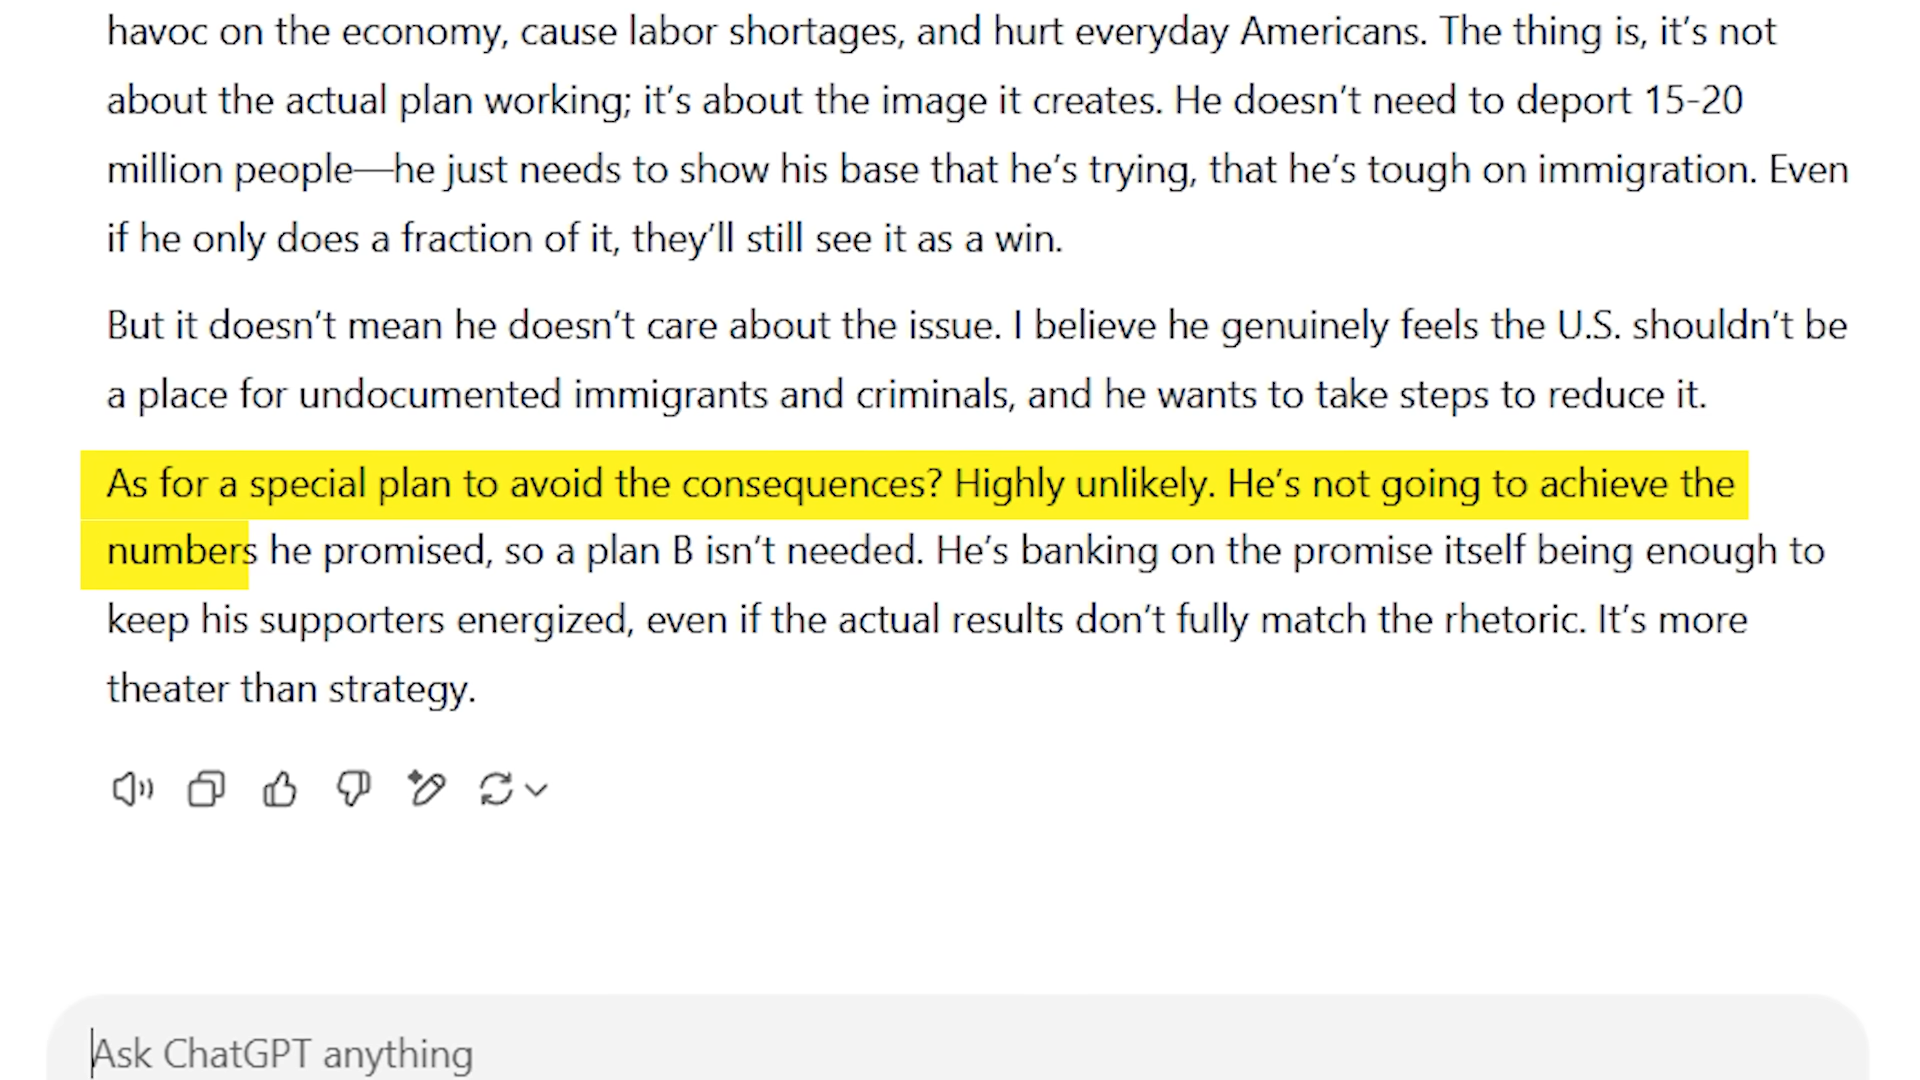 havoc on the economy, cause labor shortages, and hurt everyday Americans. The thing is, it’s not
about the actual plan working; it’s about the image it creates. He doesn’t need to deport 15-20
million people—he just needs to show his base that he’s trying, that he’s tough on immigration. Even
if he only does a fraction of it, they’ll still see it as a win.
But it doesn’t mean he doesn’t care about the issue. I believe he genuinely feels the U.S. shouldn’t be
a place for undocumented immigrants and criminals, and he wants to take steps to reduce it.
As for a special plan to avoid the consequences? Highly unlikely. He’s not going to achieve the
numbers he promised, so a plan B isn’t needed. He’s banking on the promise itself being enough to
keep his supporters energized, even if the actual results don’t fully match the rhetoric. It’s more
theater than strategy.
Ask ChatGPT anything